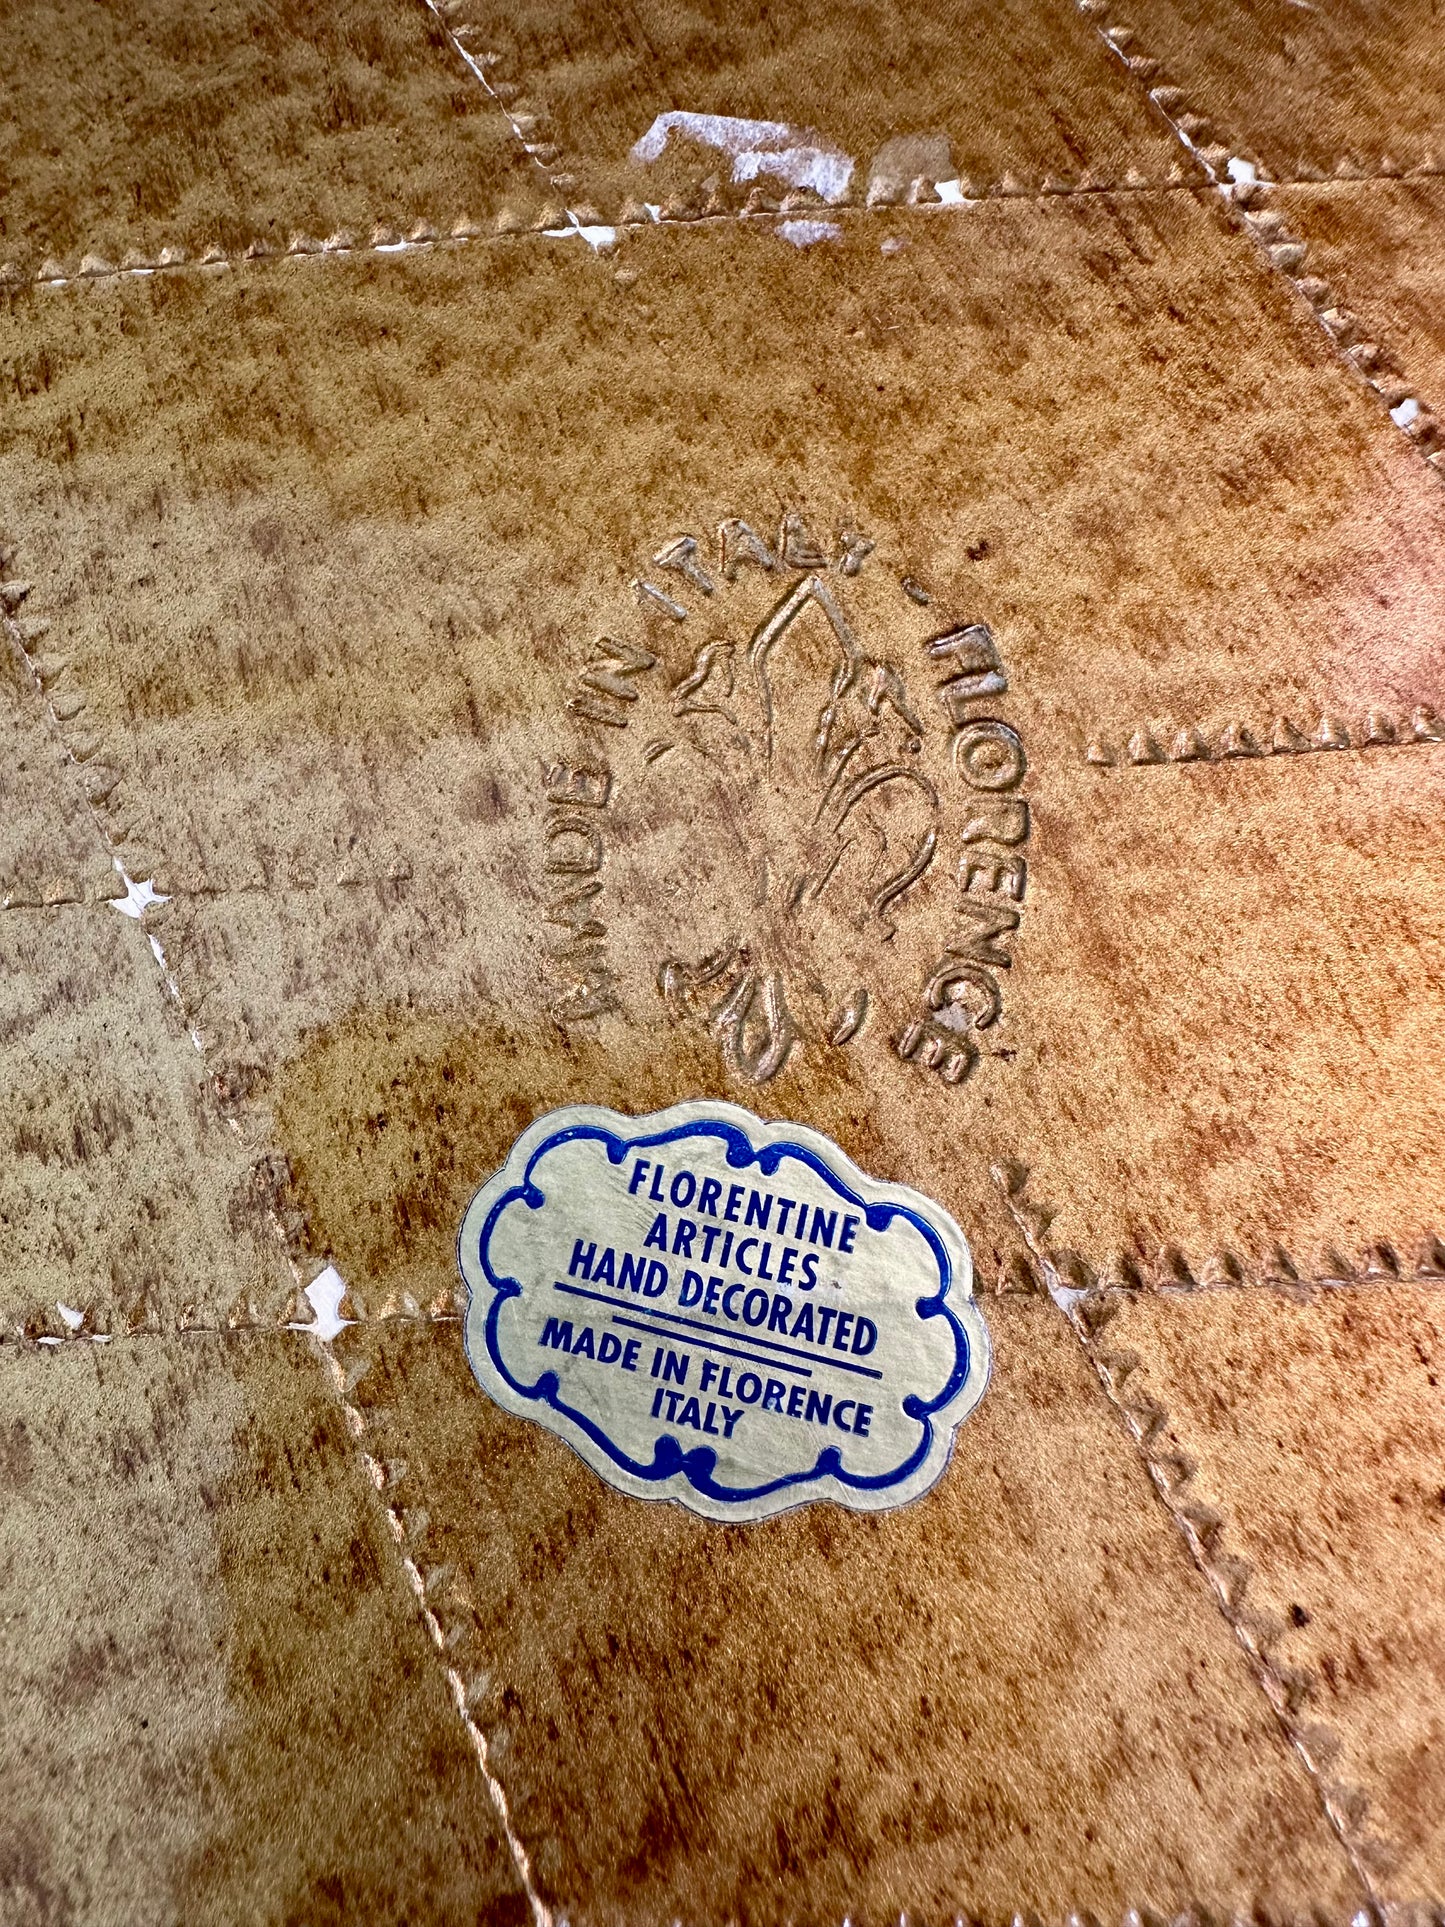 MADE IN ITALY - FLORENCE
FLORENTINE
ARTICLES
HAND DECORATED
MADE IN FLORENCE
ITALY